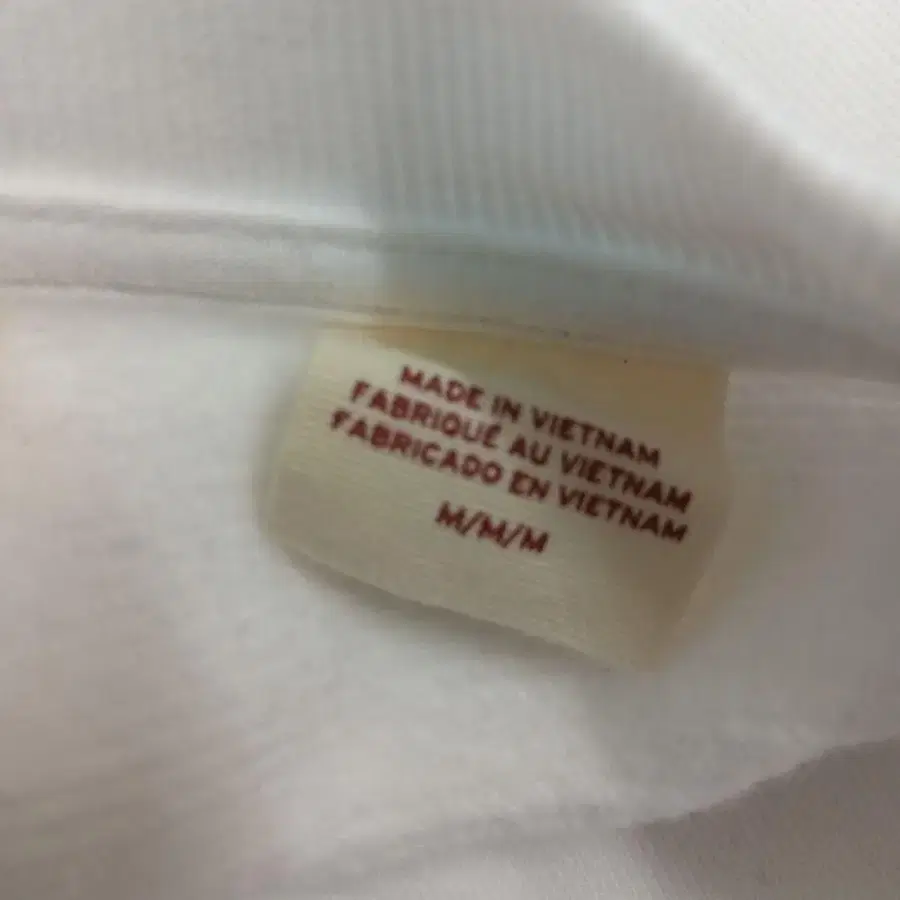 MADE IN VIETNAM
FABRIQUÉ AU VIETNAM
FABRICADO EN VIETNAM
M/M/M